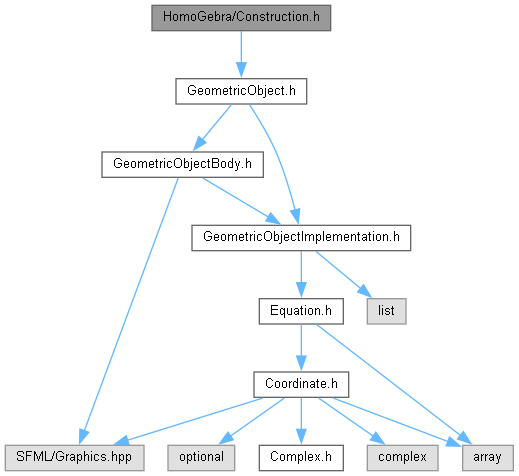 HomoGebra/Construction.h
GeometricObject.h
GeometricObjectBody.h
GeometricObjectImplementation.h
Equation.h
list
Coordinate.h
SFML/Graphics.hpp
optional
Complex.h
complex
array